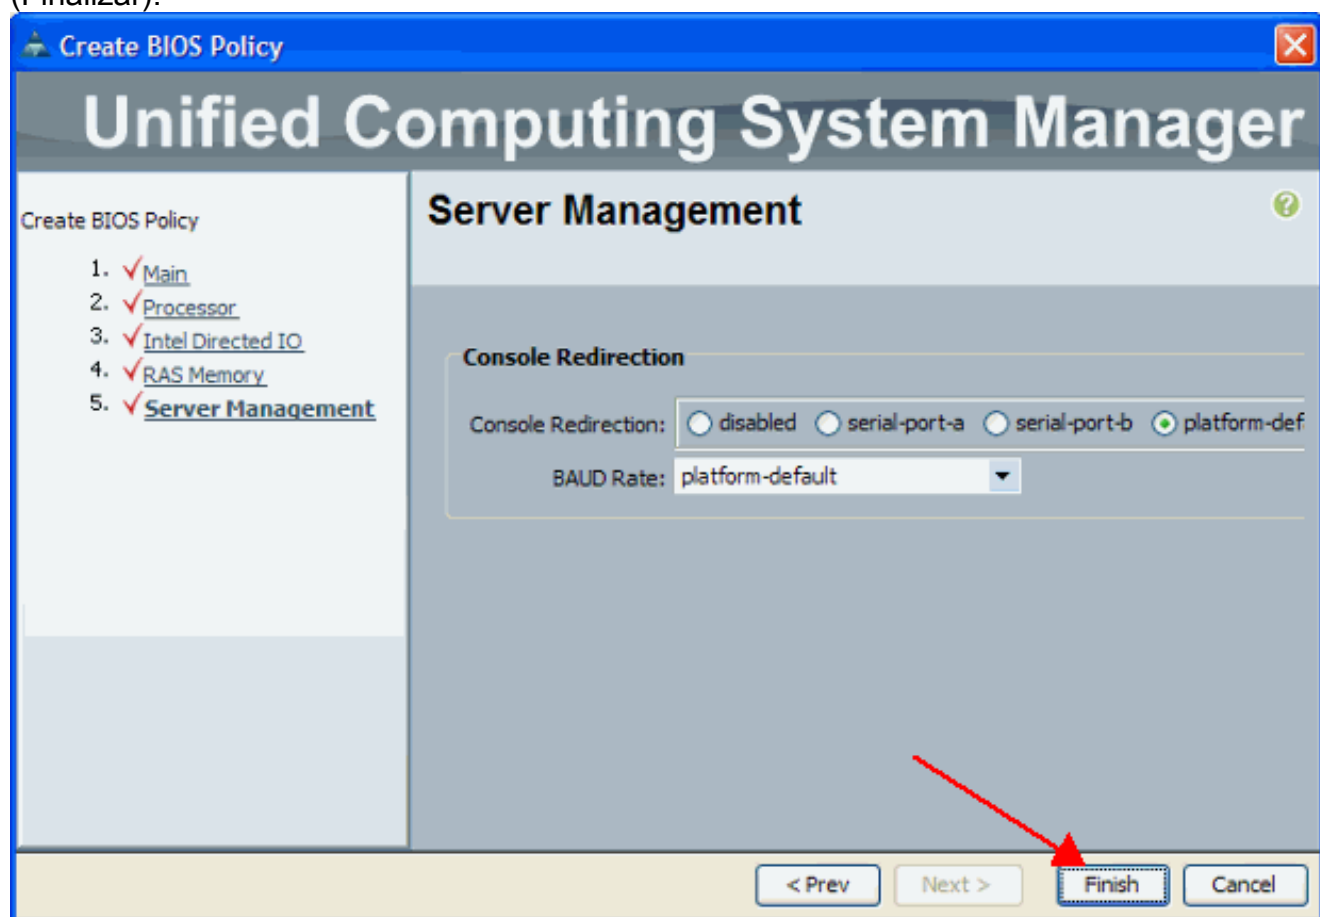 (Finalizar).
Create BIOS Policy
Unified Computing System Manager
Create BIOS Policy
1. Main
2. Processor
3. Intel Directed IO
4. RAS Memory
5. Server Management
Server Management
?
Console Redirection
Console Redirection: disabled serial-port-a serial-port-b platform-def
BAUD Rate: platform-default
< Prev Next > Finish Cancel